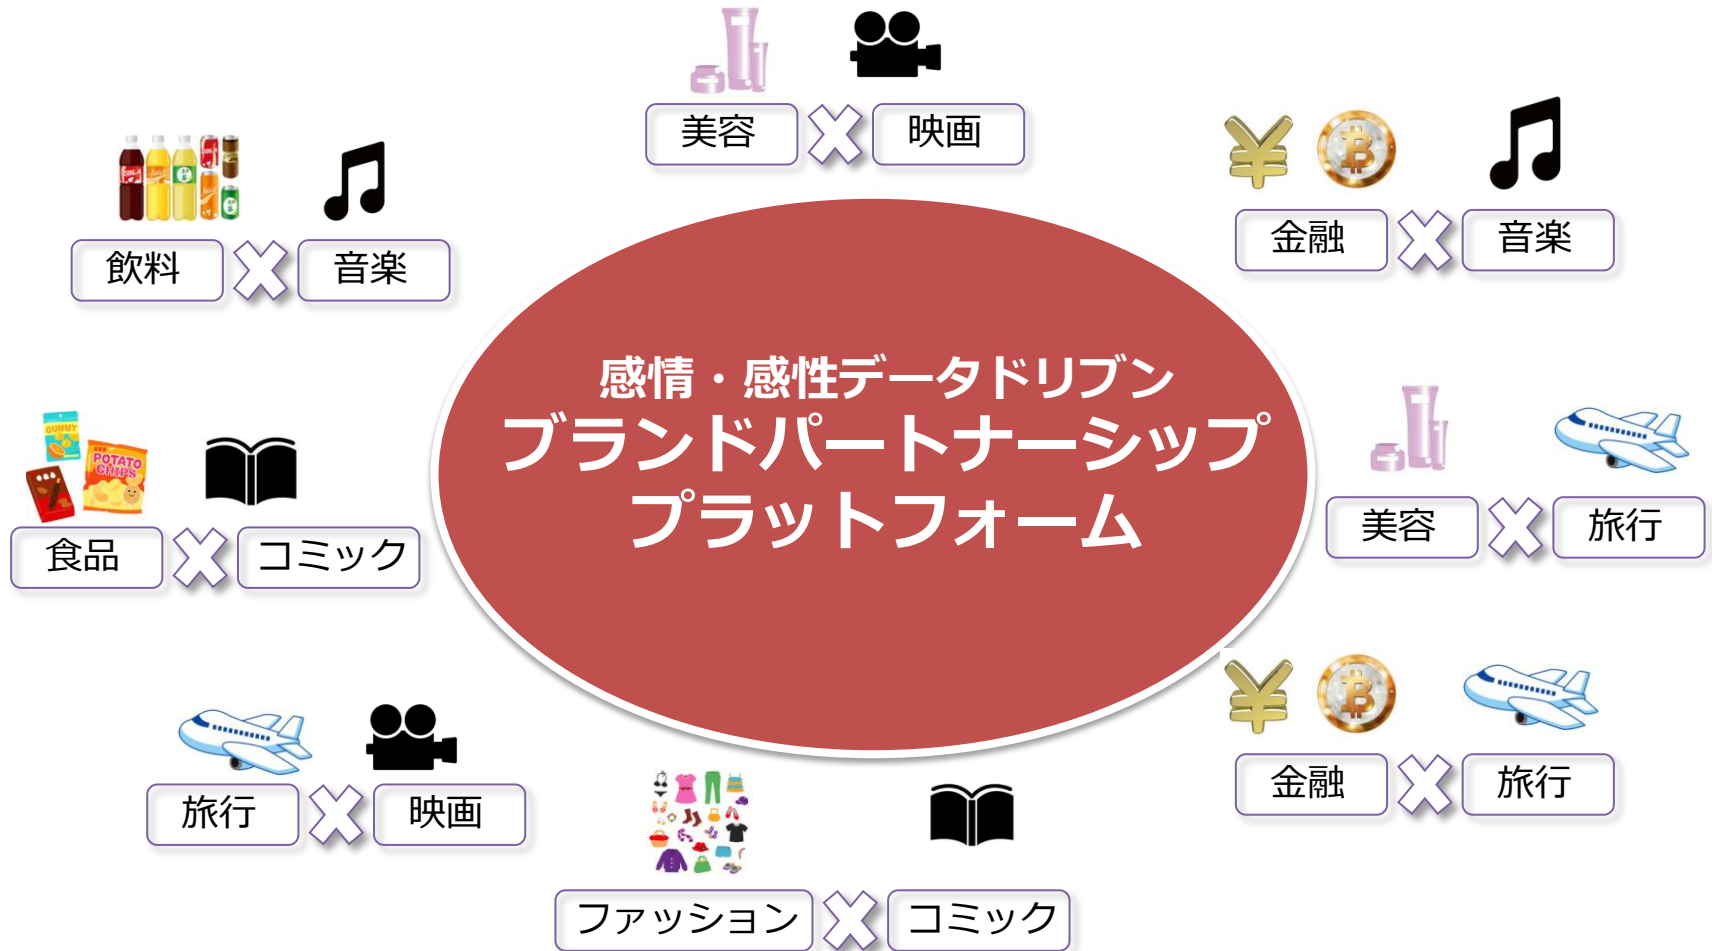 美容
映画
飲料
音楽
金融
音楽
感情・感性データドリブン
ブランドパートナーシップ
プラットフォーム
GUMMY
POTATO
CHIPS
食品
コミック
美容
旅行
旅行
映画
金融
旅行
ファッション
コミック